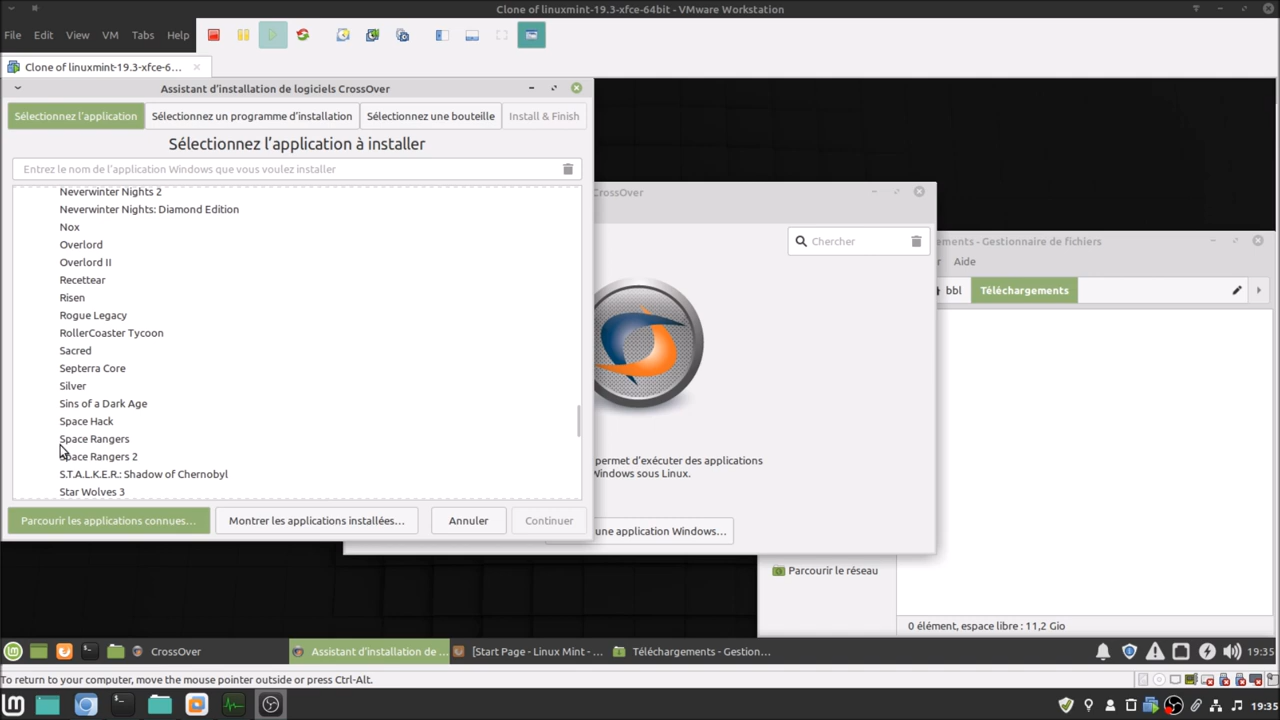 Clone of linuxmint-19.3-xfce-64bit - VMware Workstation
File Edit View VM Tabs Help
Clone of linuxmint-19.3-xfce-6...
Assistant d'installation de logiciels CrossOver
Sélectionnez l'application Sélectionnez un programme d'installation Sélectionnez une bouteille Install & Finish
Sélectionnez l'application à installer
Entrez le nom de l'application Windows que vous voulez installer
Neverwinter Nights 2
Neverwinter Nights: Diamond Edition
Nox
Overlord
Overlord II
Recettear
Risen
Rogue Legacy
RollerCoaster Tycoon
Sacred
Septerra Core
Silver
Sins of a Dark Age
Space Hack
Space Rangers
Space Rangers 2
S.T.A.L.K.E.R.: Shadow of Chernobyl
Star Wolves 3
Parcourir les applications connues... Montrer les applications installées... Annuler Continuer
CrossOver
Chercher
permet d'exécuter des applications
Windows sous Linux.
une application Windows...
ements - Gestionnaire de fichiers
r Aide
bbl Téléchargements
Parcourir le réseau
0 élément, espace libre : 11,2 Gio
CrossOver Assistant d'installation de ... [Start Page - Linux Mint - ... Téléchargements - Gestion... 19:35
To return to your computer, move the mouse pointer outside or press Ctrl-Alt.
19:35